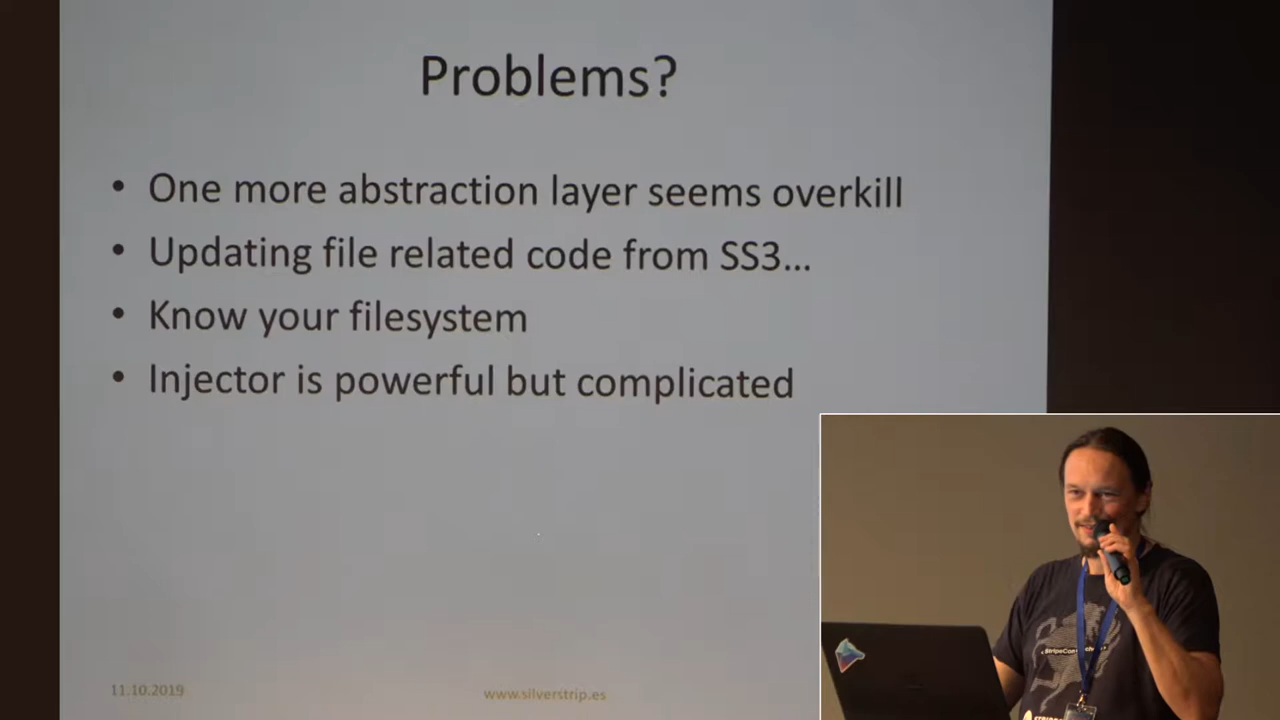 Problems?
• One more abstraction layer seems overkill
• Updating file related code from SS3...
• Know your filesystem
• Injector is powerful but complicated
11.10.2019
www.silverstrip.es